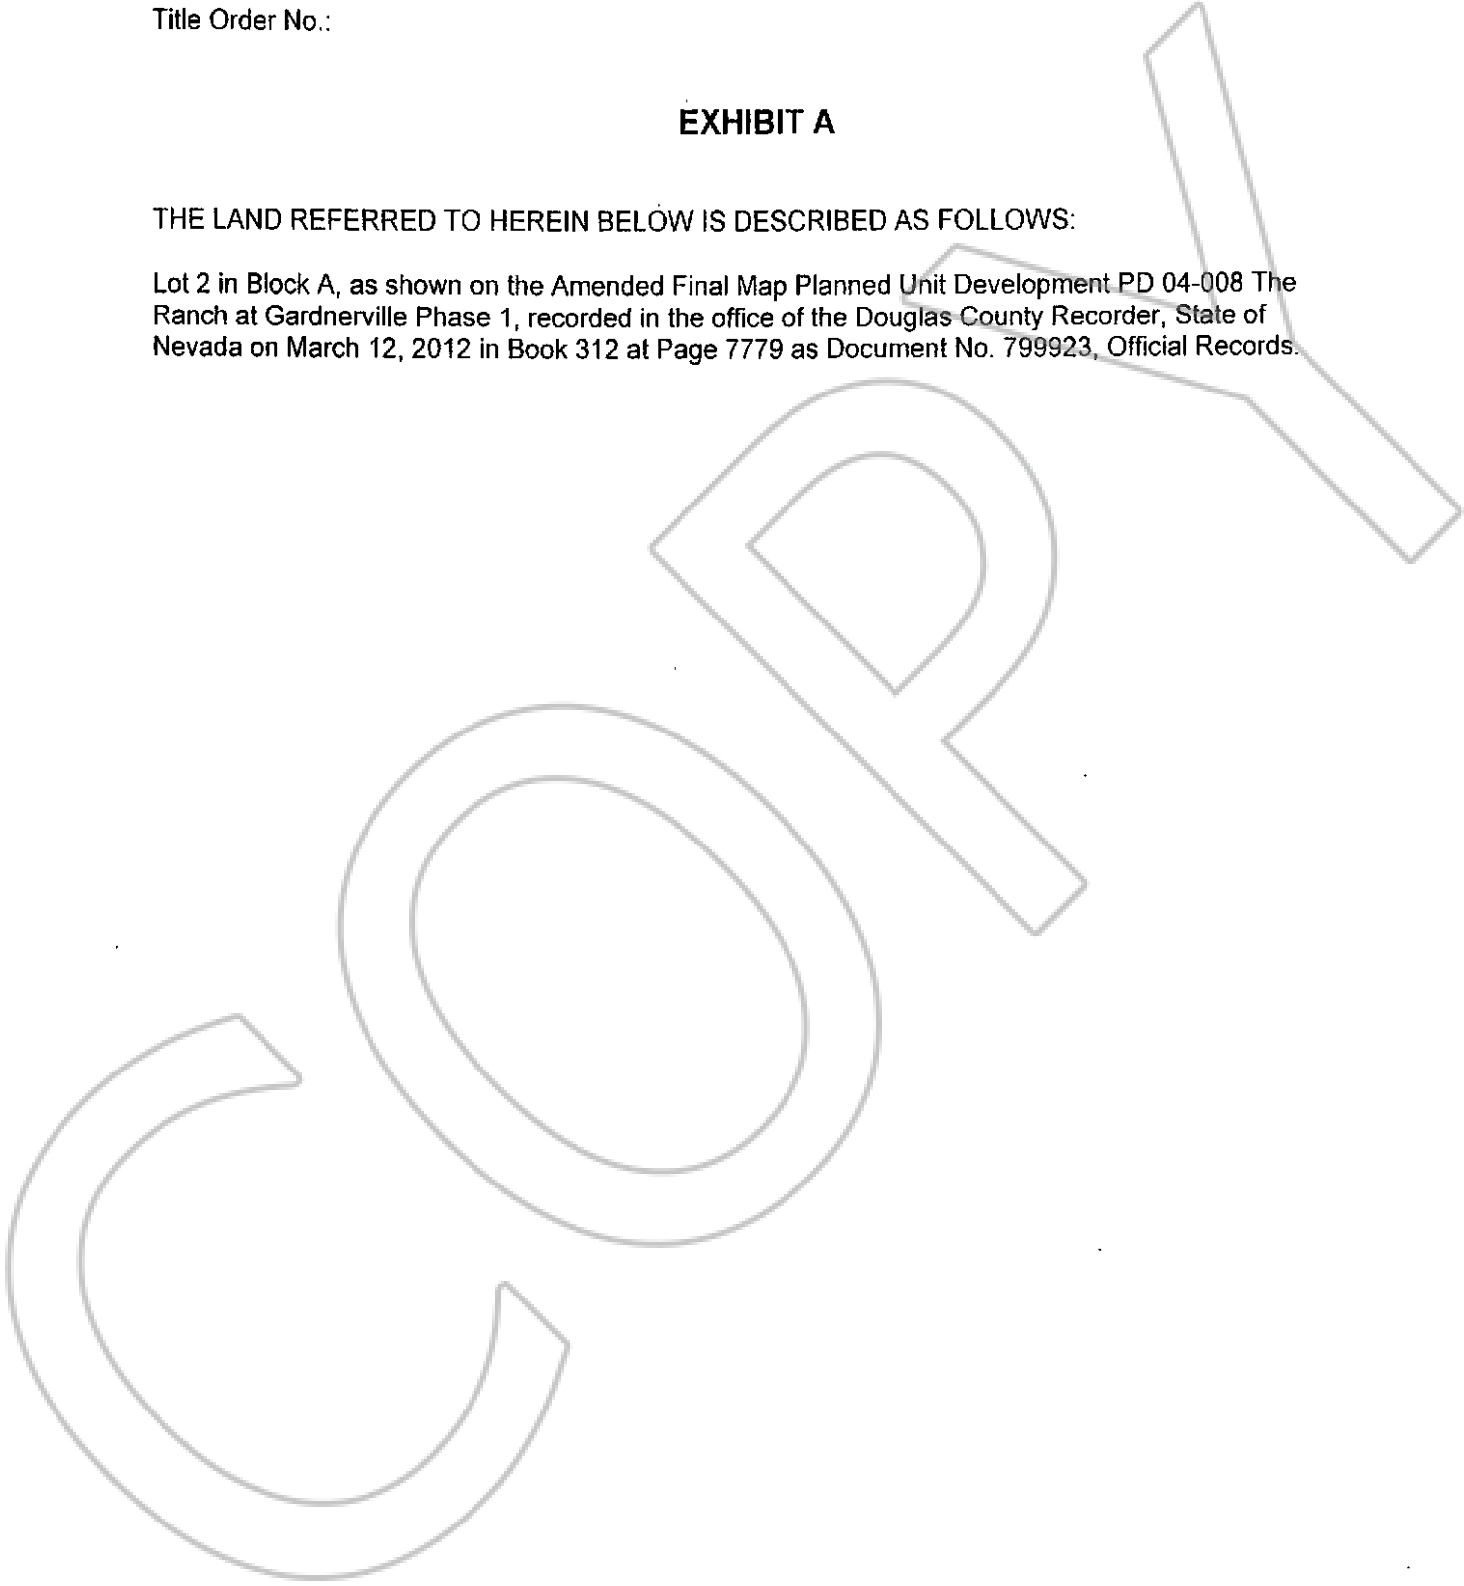 Title Order No.:
EXHIBIT A
THE LAND REFERRED TO HEREIN BELOW IS DESCRIBED AS FOLLOWS:
Lot 2 in Block A, as shown on the Amended Final Map Planned Unit Development PD 04-008 The
Ranch at Gardnerville Phase 1, recorded in the office of the Douglas County Recorder, State of
Nevada on March 12, 2012 in Book 312 at Page 7779 as Document No. 799923, Official Records.
COPY